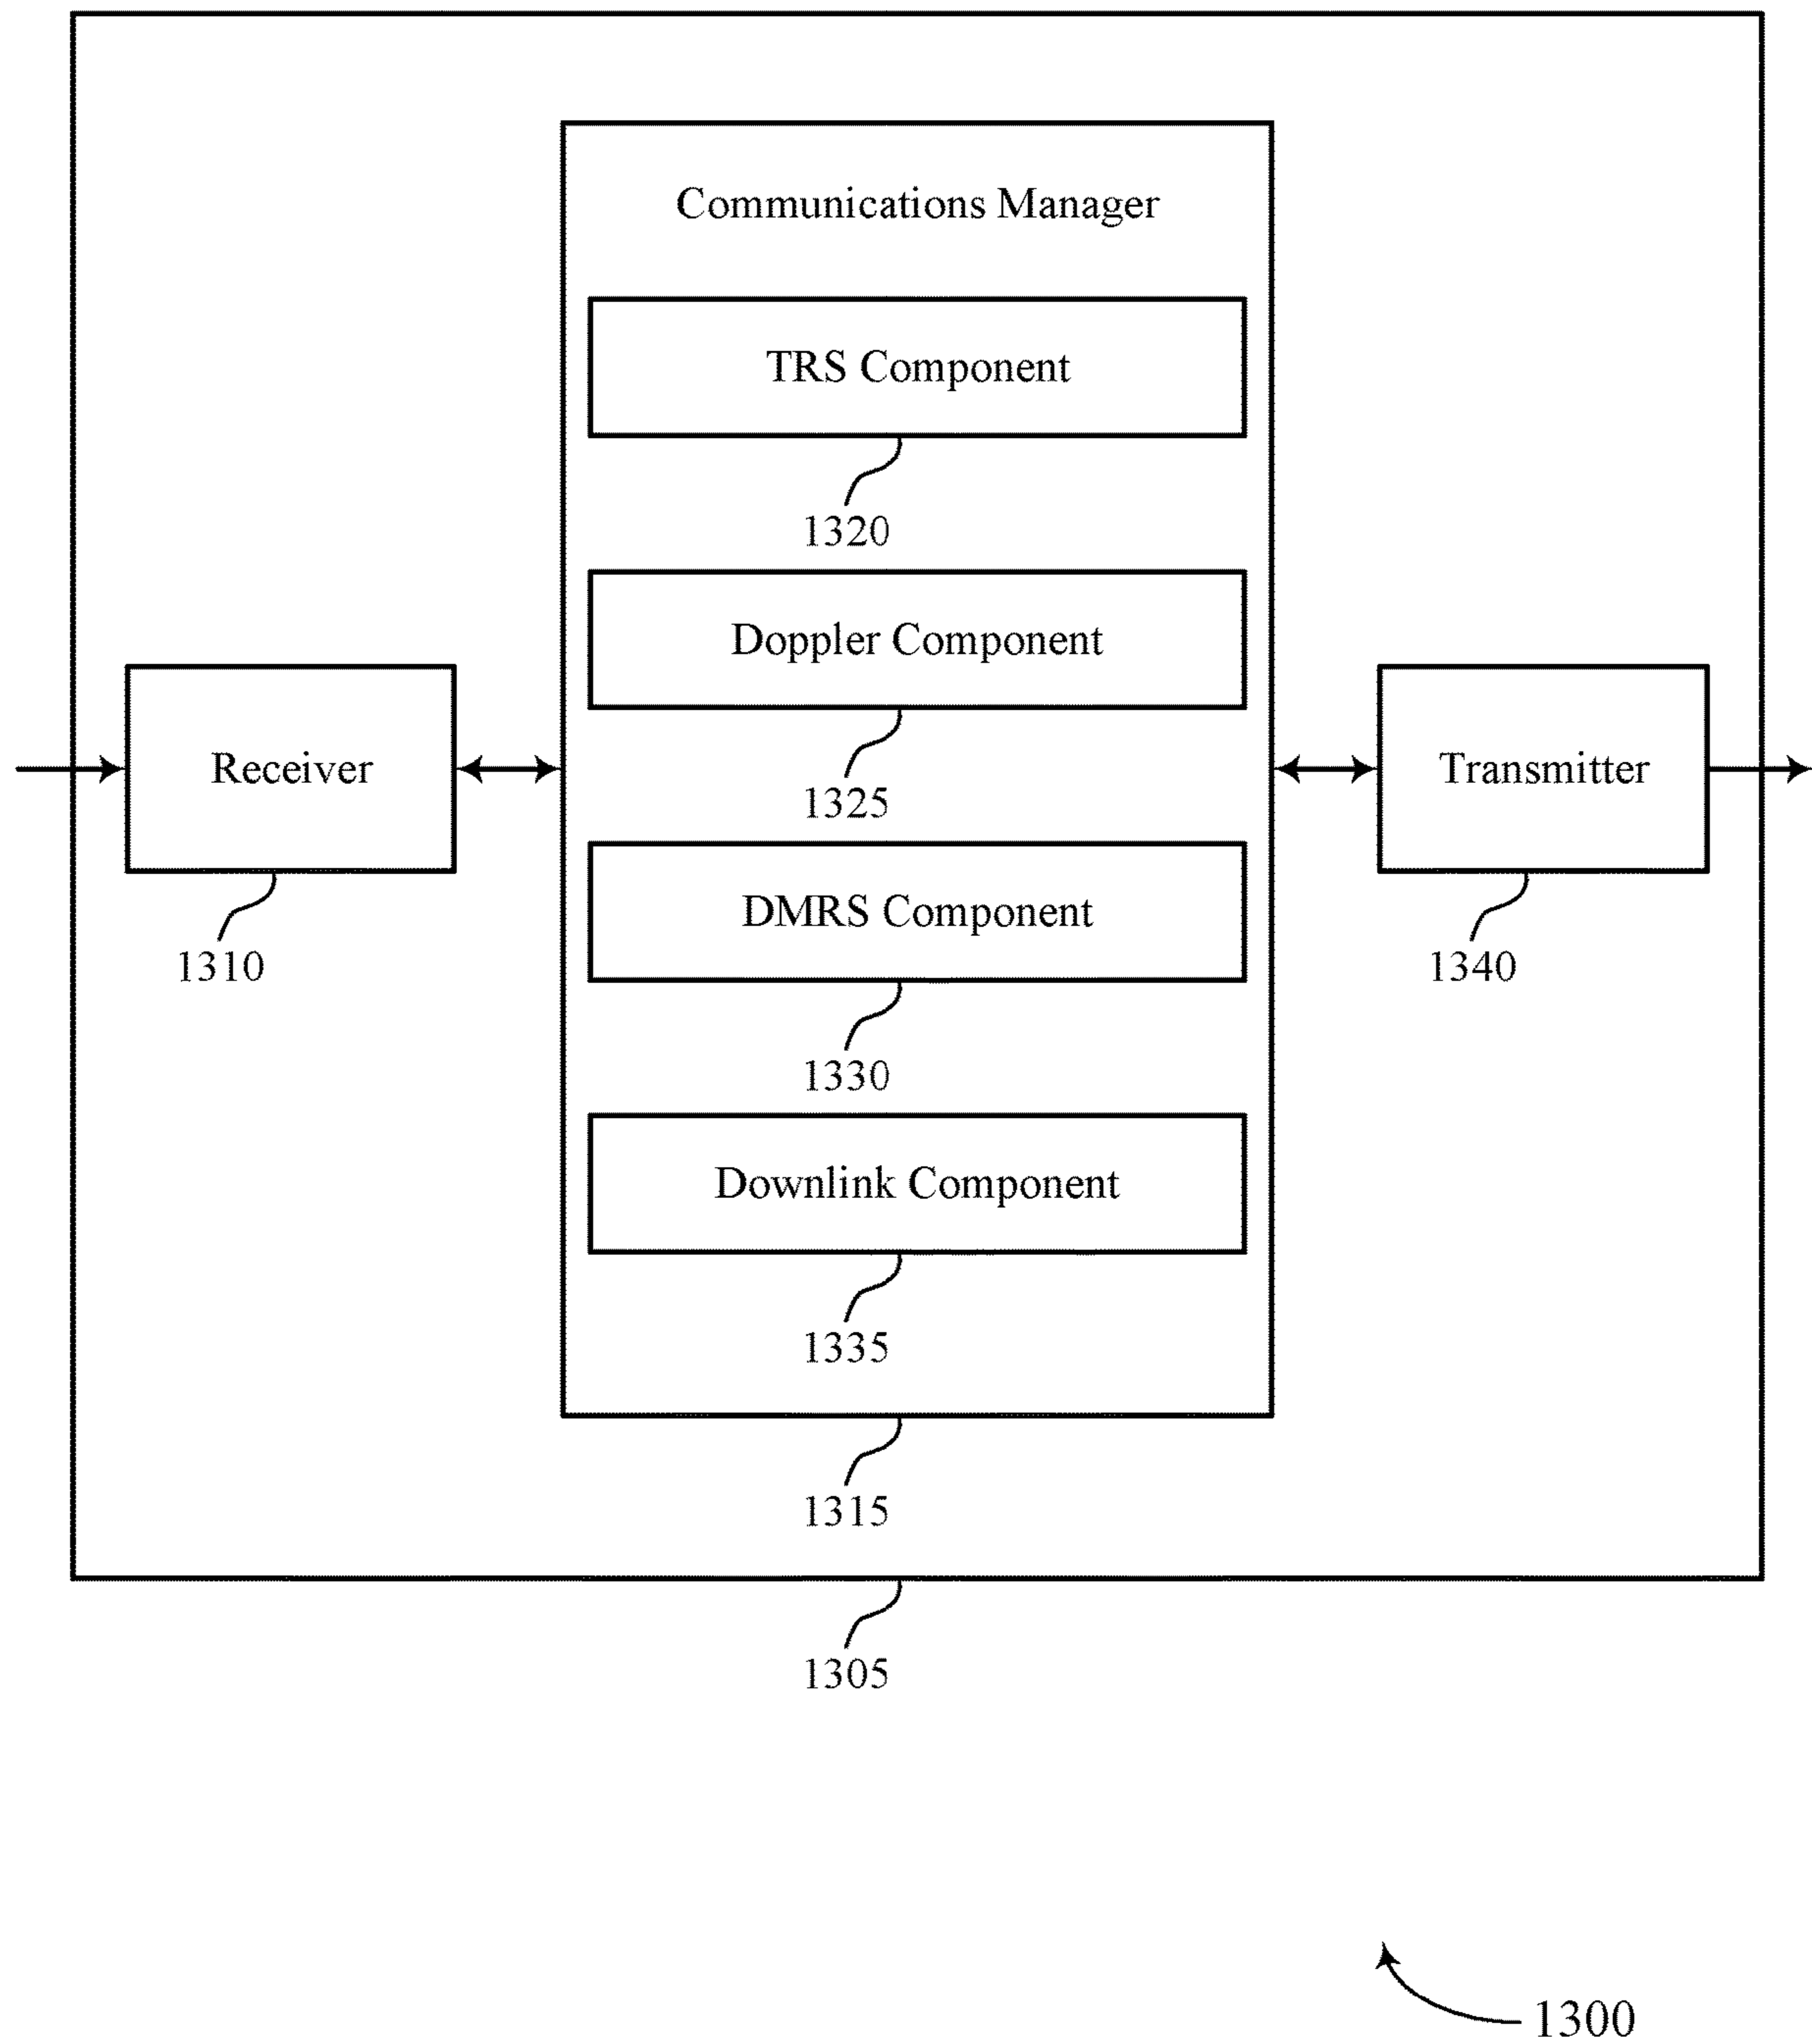 Communications Manager
TRS Component
1320
Doppler Component
1325
Receiver
1310
Transmitter
1340
DMRS Component
1330
Downlink Component
1335
1315
1305
1300